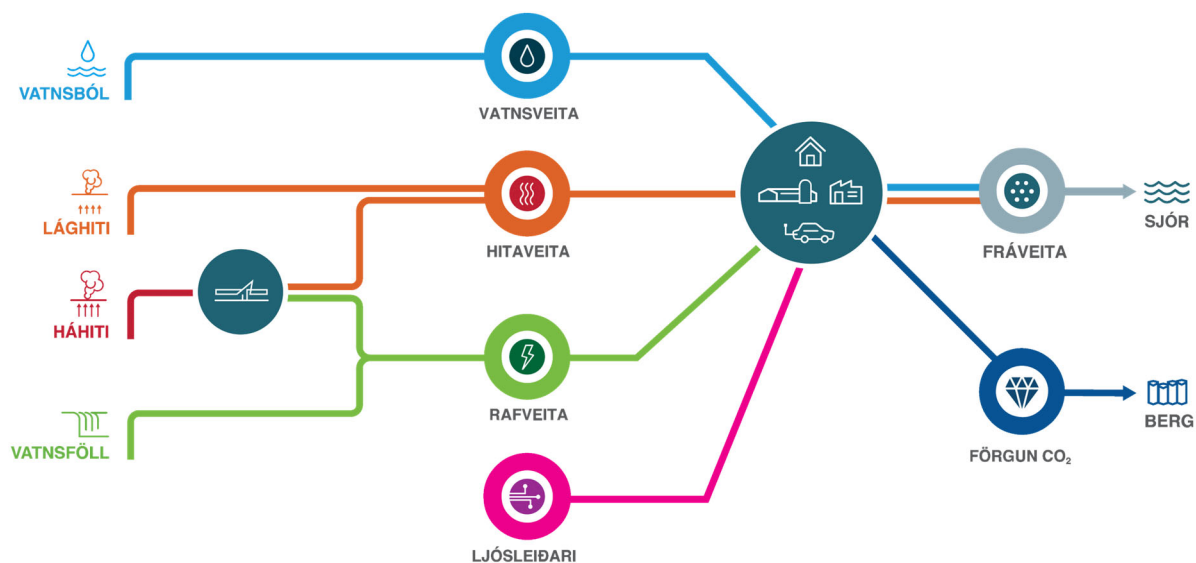 VATNSBÓL
VATNSVEITA
LÁGHITI
HITAVEITA
FRÁVEITA
SJÓR
HÁHITI
RAFVEITA
BERG
VATNSFÖLL
FÖRGUN CO₂
LJÓSLEIÐARI